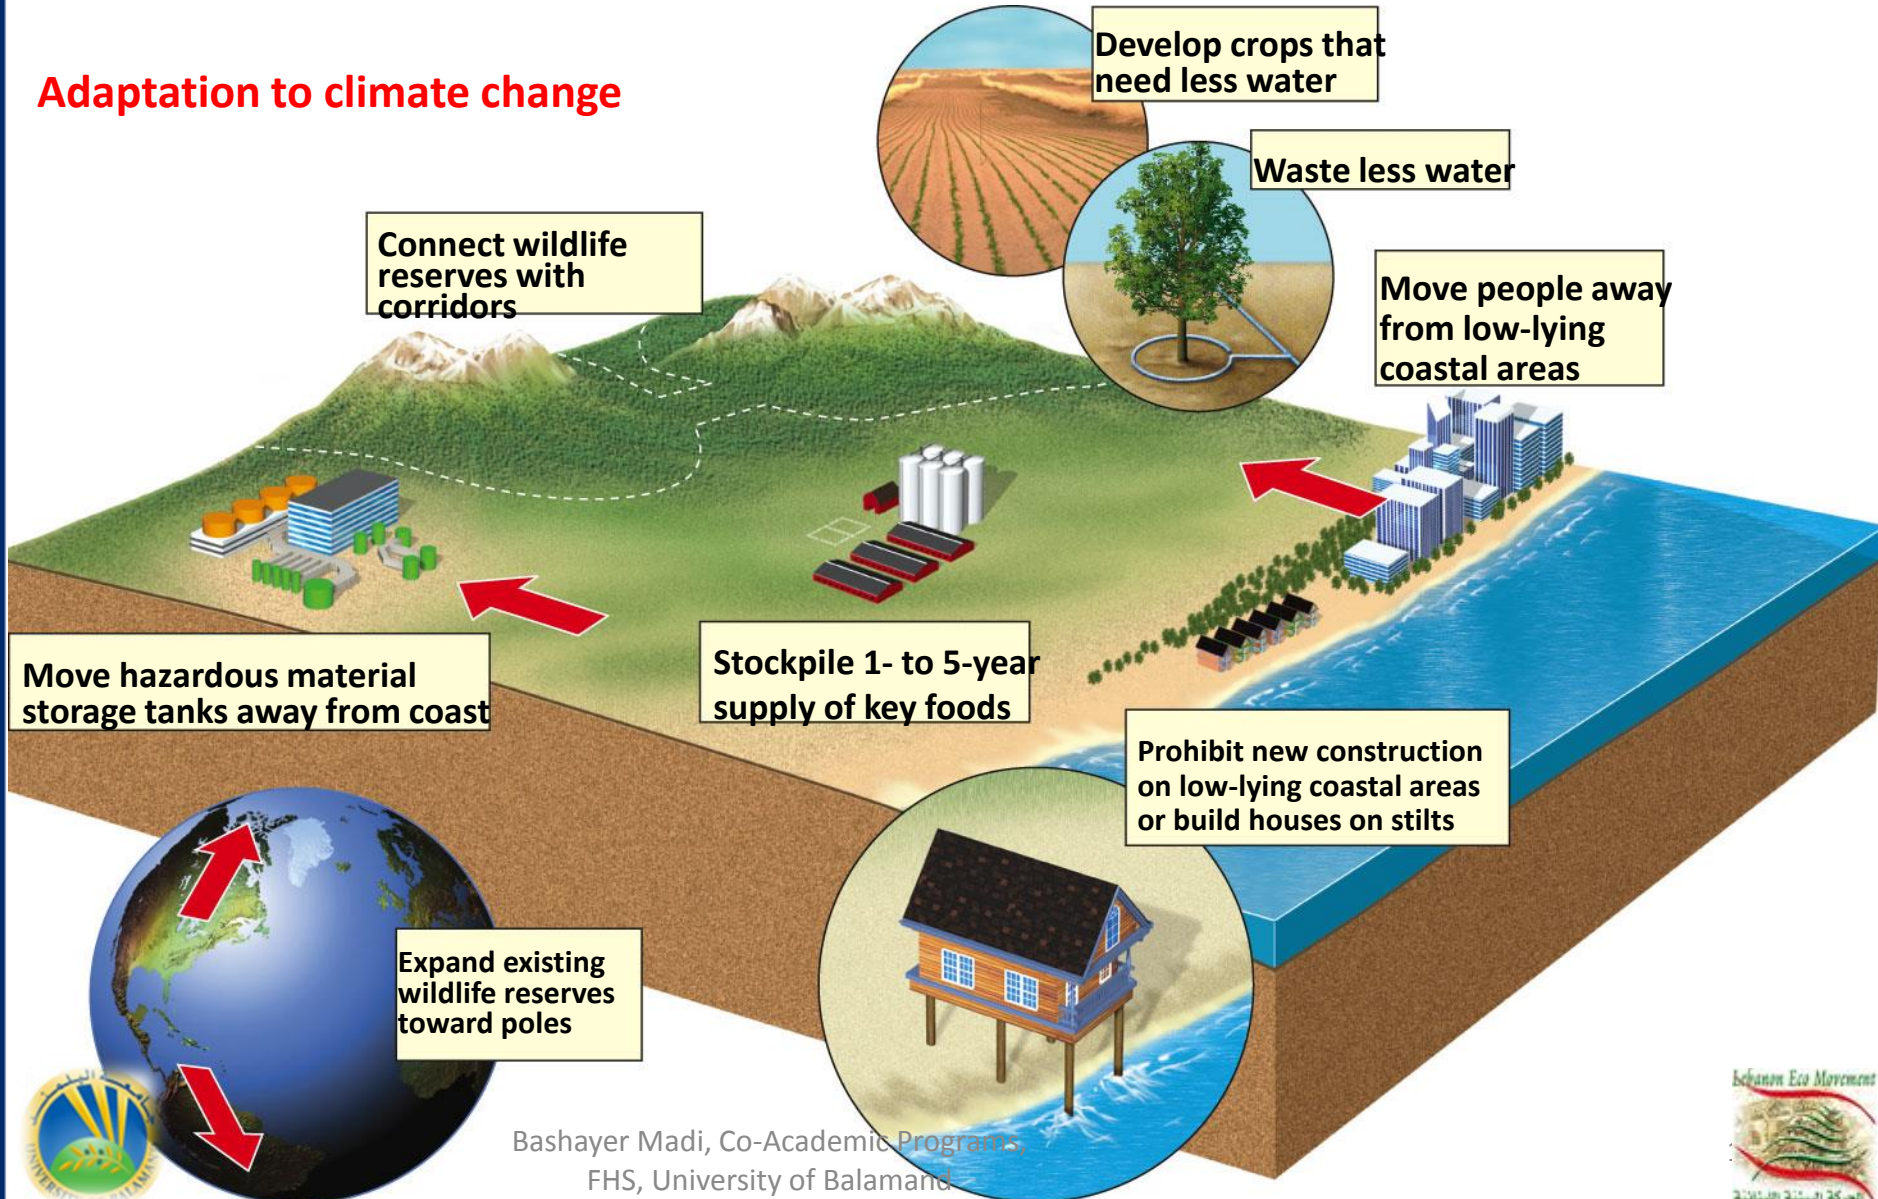 Adaptation to climate change
Develop crops that
need less water
Waste less water
Connect wildlife
reserves with
corridors
Move people away
from low-lying
coastal areas
Move hazardous material
storage tanks away from coast
Stockpile 1- to 5-year
supply of key foods
Prohibit new construction
on low-lying coastal areas
or build houses on stilts
Expand existing
wildlife reserves
toward poles
Bashayer Madi, Co-Academic Programs,
FHS, University of Balamand
Lebanon Eco Movement